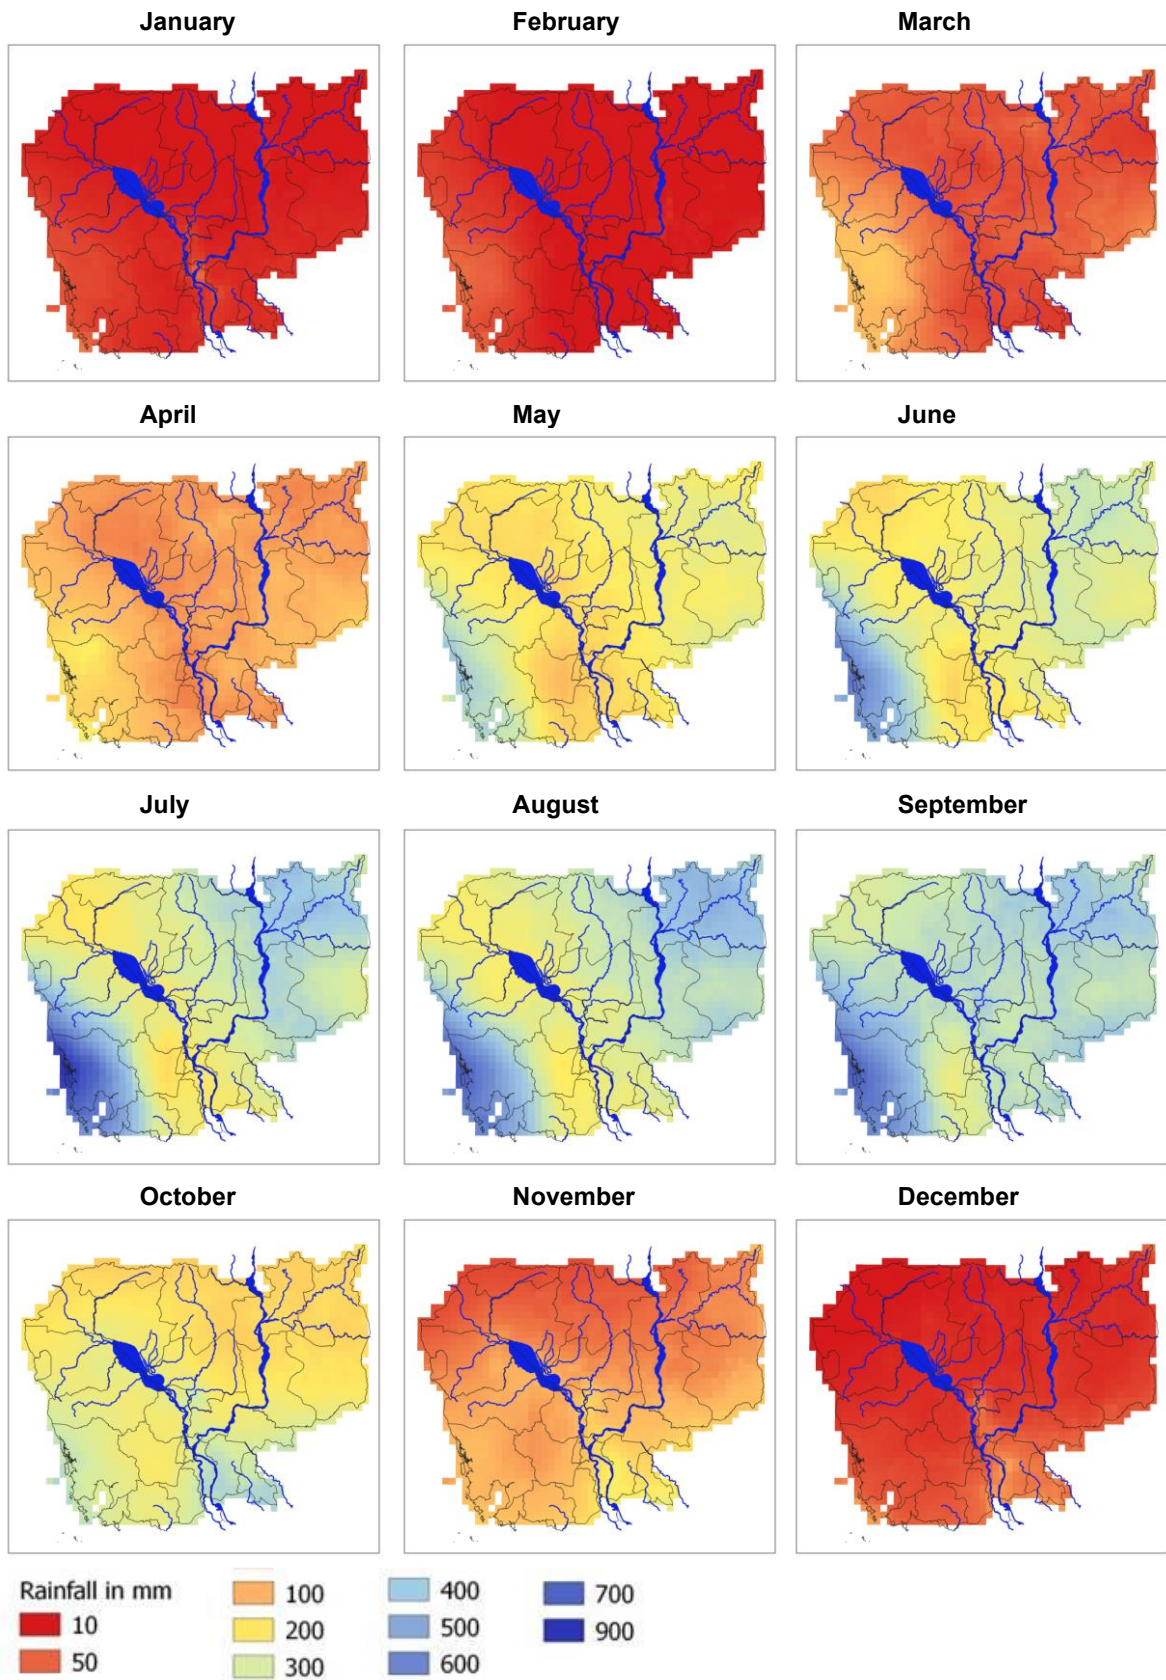 January
February
March
April
May
June
July
August
September
October
November
December
Rainfall in mm
10
50
100
200
300
400
500
600
700
900